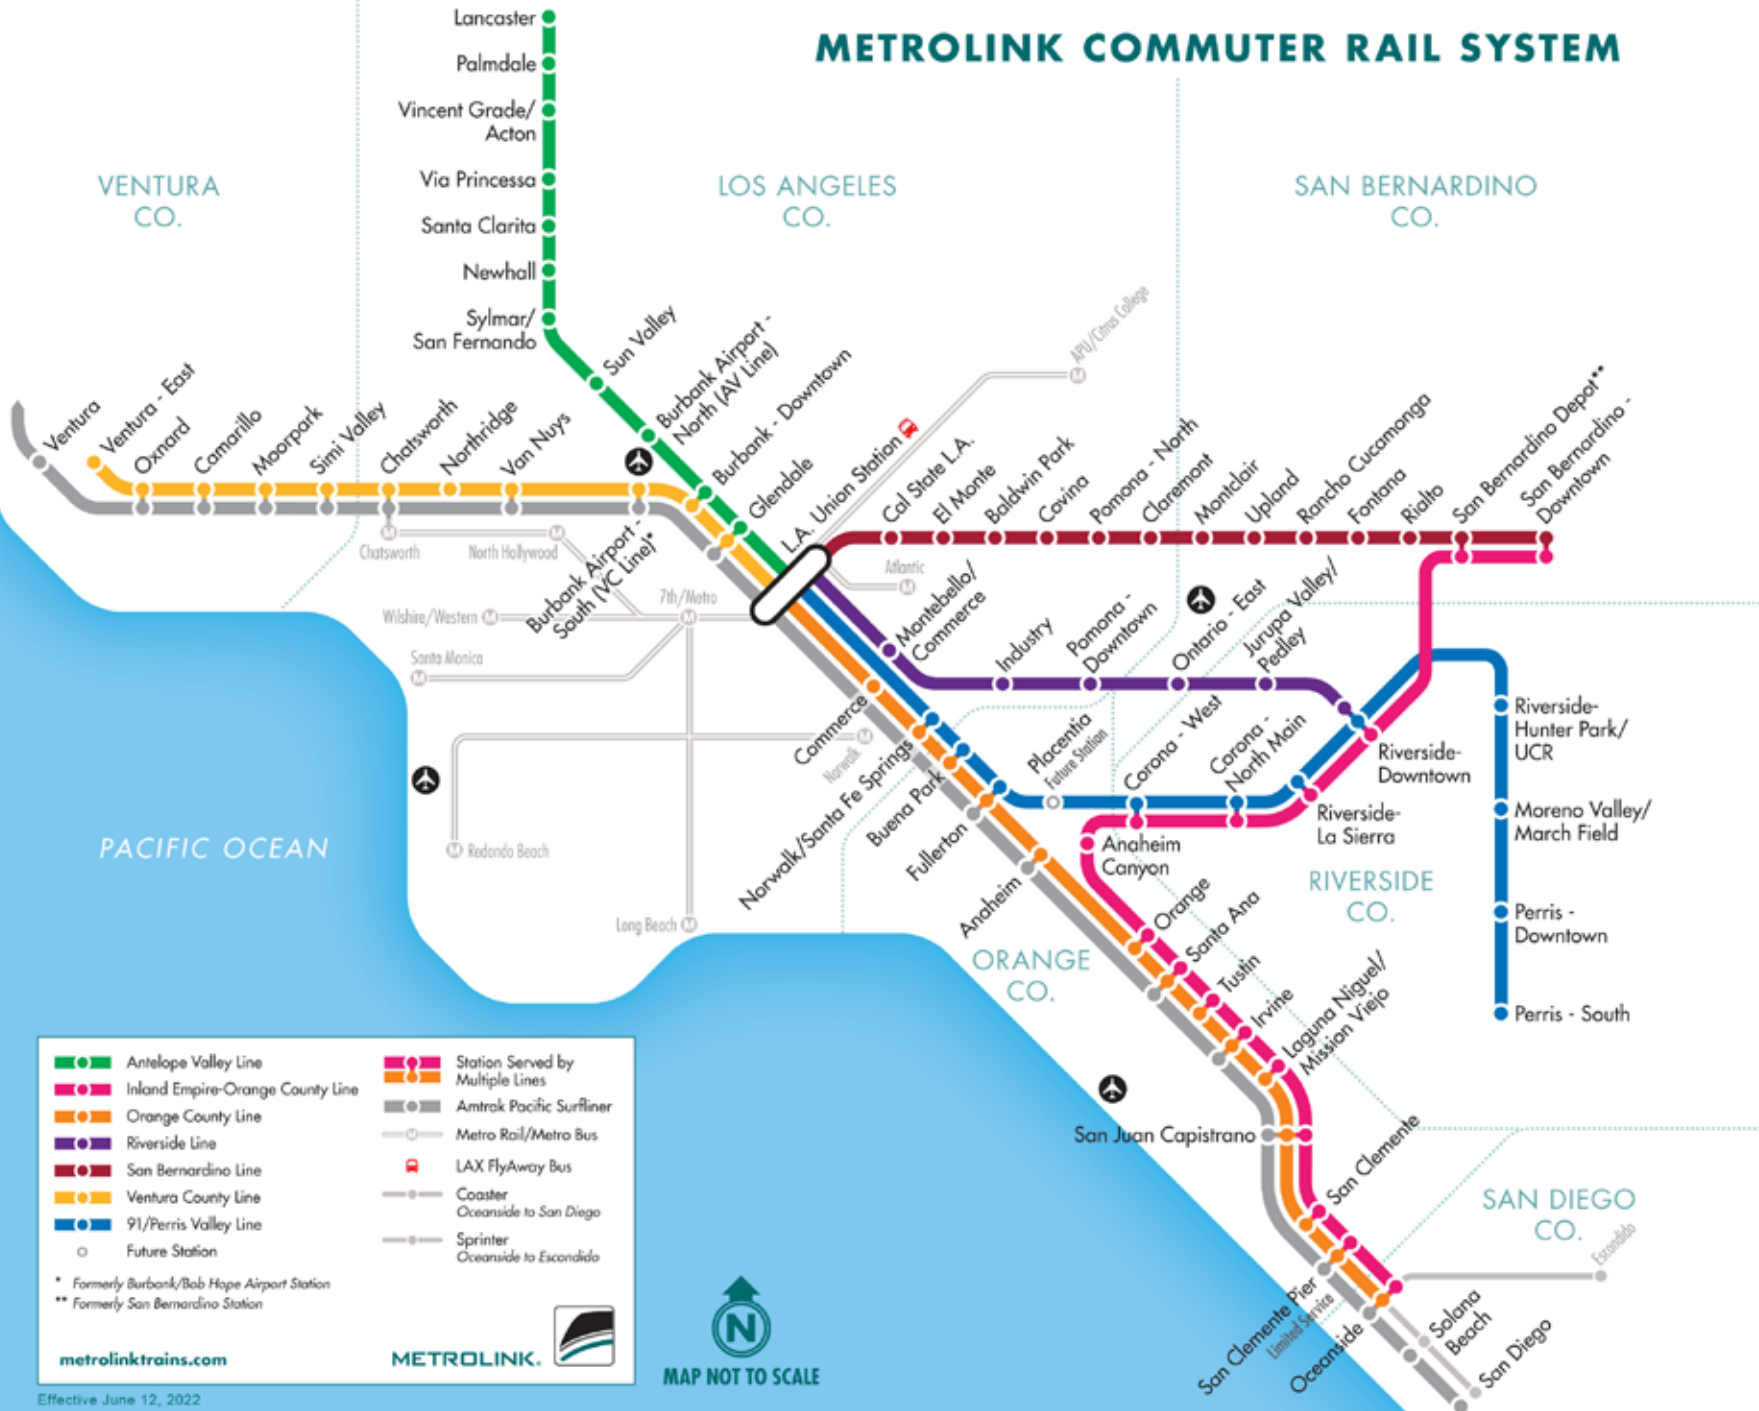 METROLINK COMMUTER RAIL SYSTEM
Lancaster
Palmdale
Vincent Grade/
Acton
Via Princessa
Santa Clarita
Newhall
Sylmar/
San Fernando
VENTURA
CO.
LOS ANGELES
CO.
SAN BERNARDINO
CO.
Sun Valley
Burbank Airport -
North (AV Line)
Burbank - Downtown
Glendale
L.A. Union Station
APU/Citrus College
Ventura
Ventura - East
Oxnard
Camarillo
Moorpark
Simi Valley
Chatsworth
Northridge
Van Nuys
Burbank Airport -
South (VC Line)*
Cal State L.A.
El Monte
Baldwin Park
Covina
Pomona - North
Claremont
Montclair
Upland
Rancho Cucamonga
Fontana
Rialto
San Bernardino Depot**
San Bernardino -
Downtown
M Chatsworth
M North Hollywood
Wilshire/Western M
7th/Metro
M
Santa Monica
M
Atlantic
M
M
Norwalk
M
M Redondo Beach
Long Beach M
Montebello/
Commerce
Industry
Pomona -
Downtown
Ontario - East
Jurupa Valley/
Pedley
Commerce
Norwalk/Santa Fe Springs
Buena Park
Fullerton
Anaheim
Placentia
Future Station
Corona - West
Corona -
North Main
Riverside-
Downtown
Riverside-
La Sierra
Riverside-
Hunter Park/
UCR
Moreno Valley/
March Field
Perris -
Downtown
Perris - South
RIVERSIDE
CO.
Anaheim
Canyon
Orange
Santa Ana
Tustin
Irvine
Laguna Niguel/
Mission Viejo
ORANGE
CO.
San Juan Capistrano
San Clemente
San Clemente Pier
Limited Service
Oceanside
SAN DIEGO
CO.
Escondido
Solana
Beach
San Diego
PACIFIC OCEAN
Antelope Valley Line
Inland Empire-Orange County Line
Orange County Line
Riverside Line
San Bernardino Line
Ventura County Line
91/Perris Valley Line
Future Station
* Formerly Burbank/Bob Hope Airport Station
** Formerly San Bernardino Station
Station Served by
Multiple Lines
Amtrak Pacific Surfliner
M Metro Rail/Metro Bus
LAX FlyAway Bus
Coaster
Oceanside to San Diego
Sprinter
Oceanside to Escondido
metrolinktrains.com
METROLINK.
N
MAP NOT TO SCALE
Effective June 12, 2022